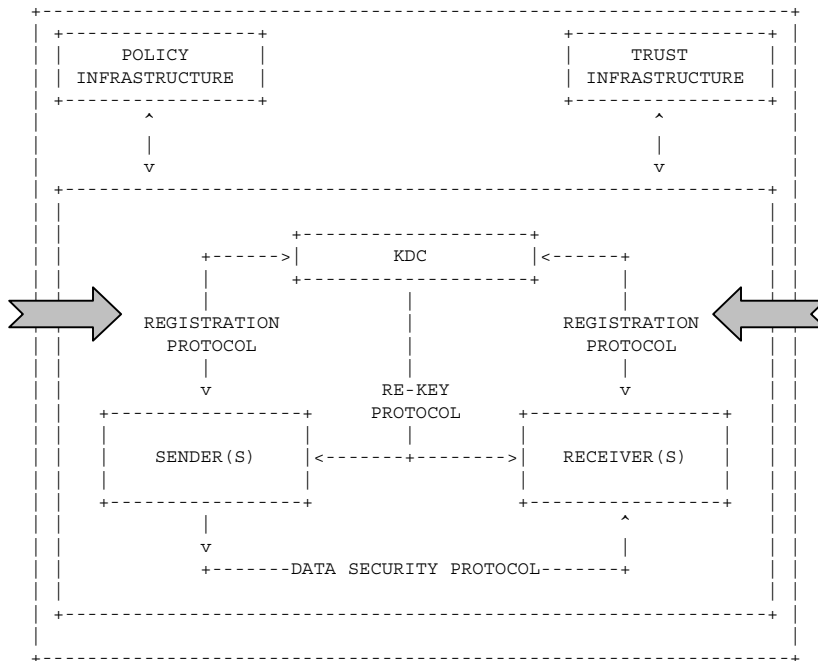 POLICY
INFRASTRUCTURE
TRUST
INFRASTRUCTURE
KDC
REGISTRATION
PROTOCOL
REGISTRATION
PROTOCOL
RE-KEY
PROTOCOL
SENDER(S)
RECEIVER(S)
DATA SECURITY PROTOCOL